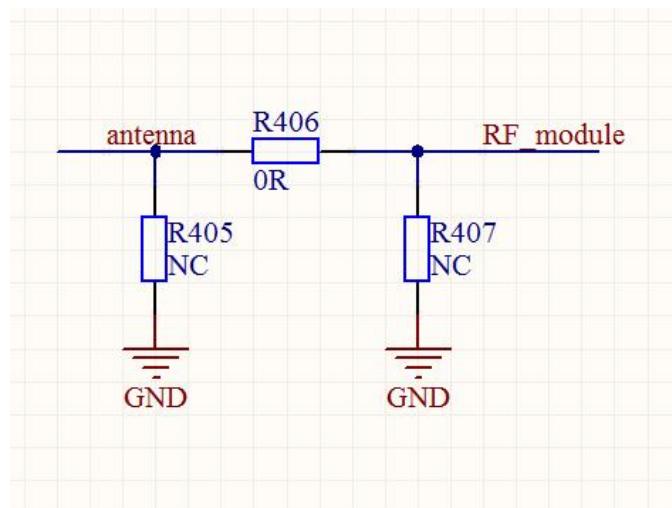 R406
antenna
RF_module
0R
R405
R407
NC
NC
GND
GND